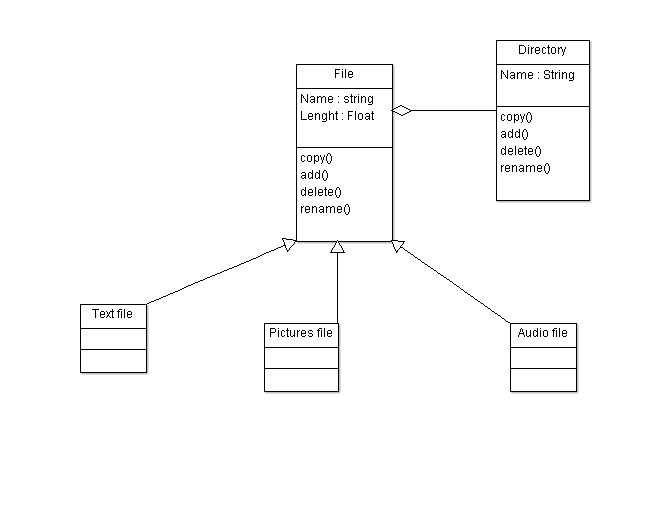 File
Name : string
Lenght : Float
copy()
add()
delete()
rename()
Directory
Name : String
copy()
add()
delete()
rename()
Text file
Pictures file
Audio file